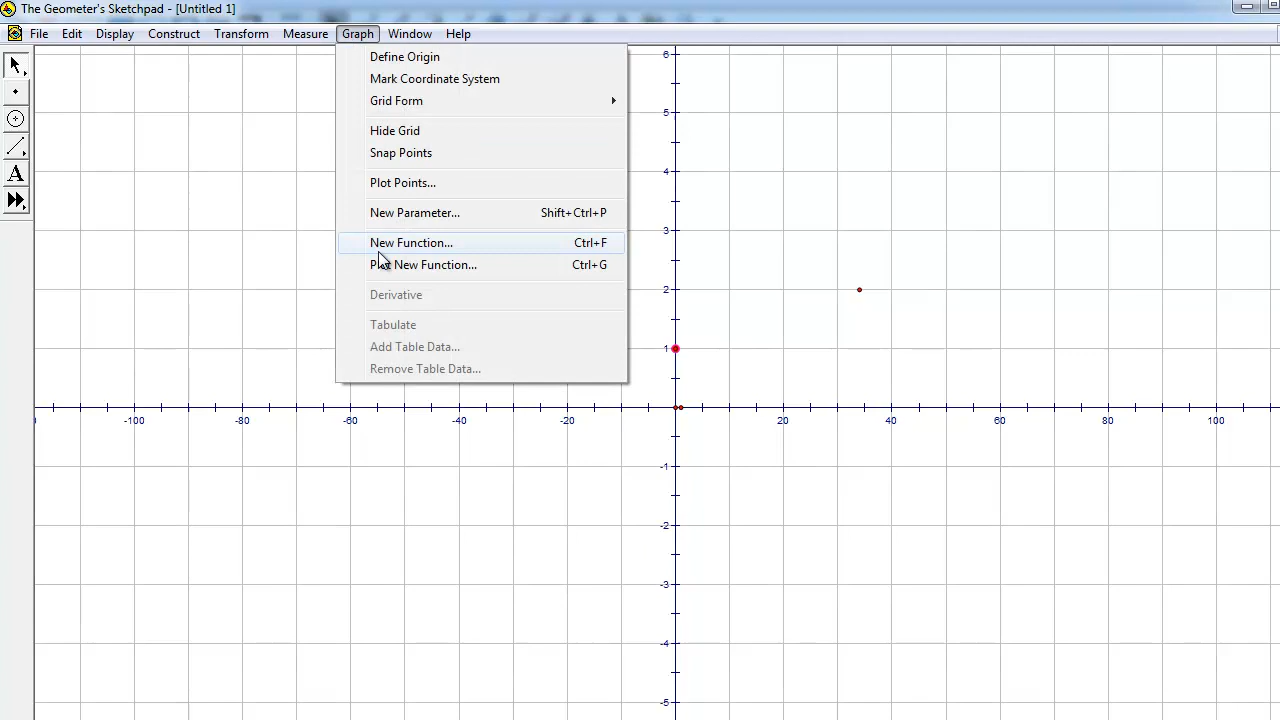 The Geometer's Sketchpad - [Untitled 1]
File Edit Display Construct Transform Measure Graph Window Help
Define Origin
Mark Coordinate System
Grid Form
Hide Grid
Snap Points
Plot Points...
New Parameter... Shift+Ctrl+P
New Function... Ctrl+F
Plot New Function... Ctrl+G
Derivative
Tabulate
Add Table Data...
Remove Table Data...
A
6
5
4
3
2
1
-100 -80 -60 -40 -20 20 40 60 80 100
-1
-2
-3
-4
-5